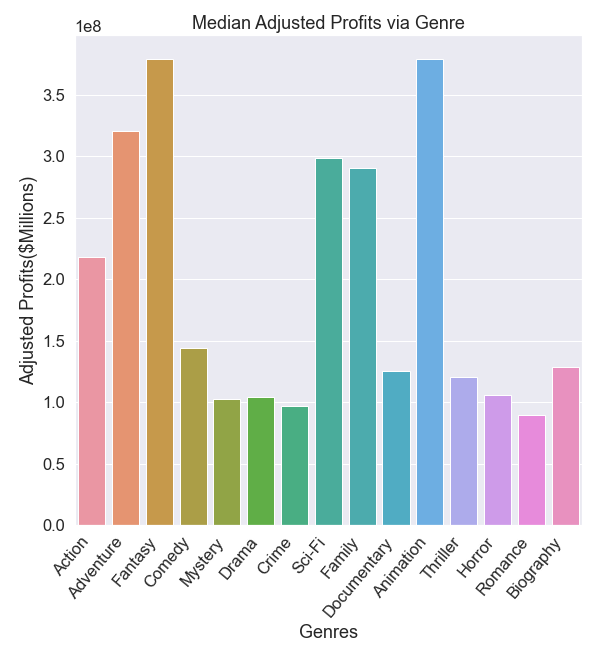 Median Adjusted Profits via Genre
1e8
3.5
3.0
2.5
2.0
1.5
1.0
0.5
0.0
Adjusted Profits($Millions)
Action
Adventure
Fantasy
Comedy
Mystery
Drama
Crime
Sci-Fi
Family
Documentary
Animation
Thriller
Horror
Romance
Biography
Genres